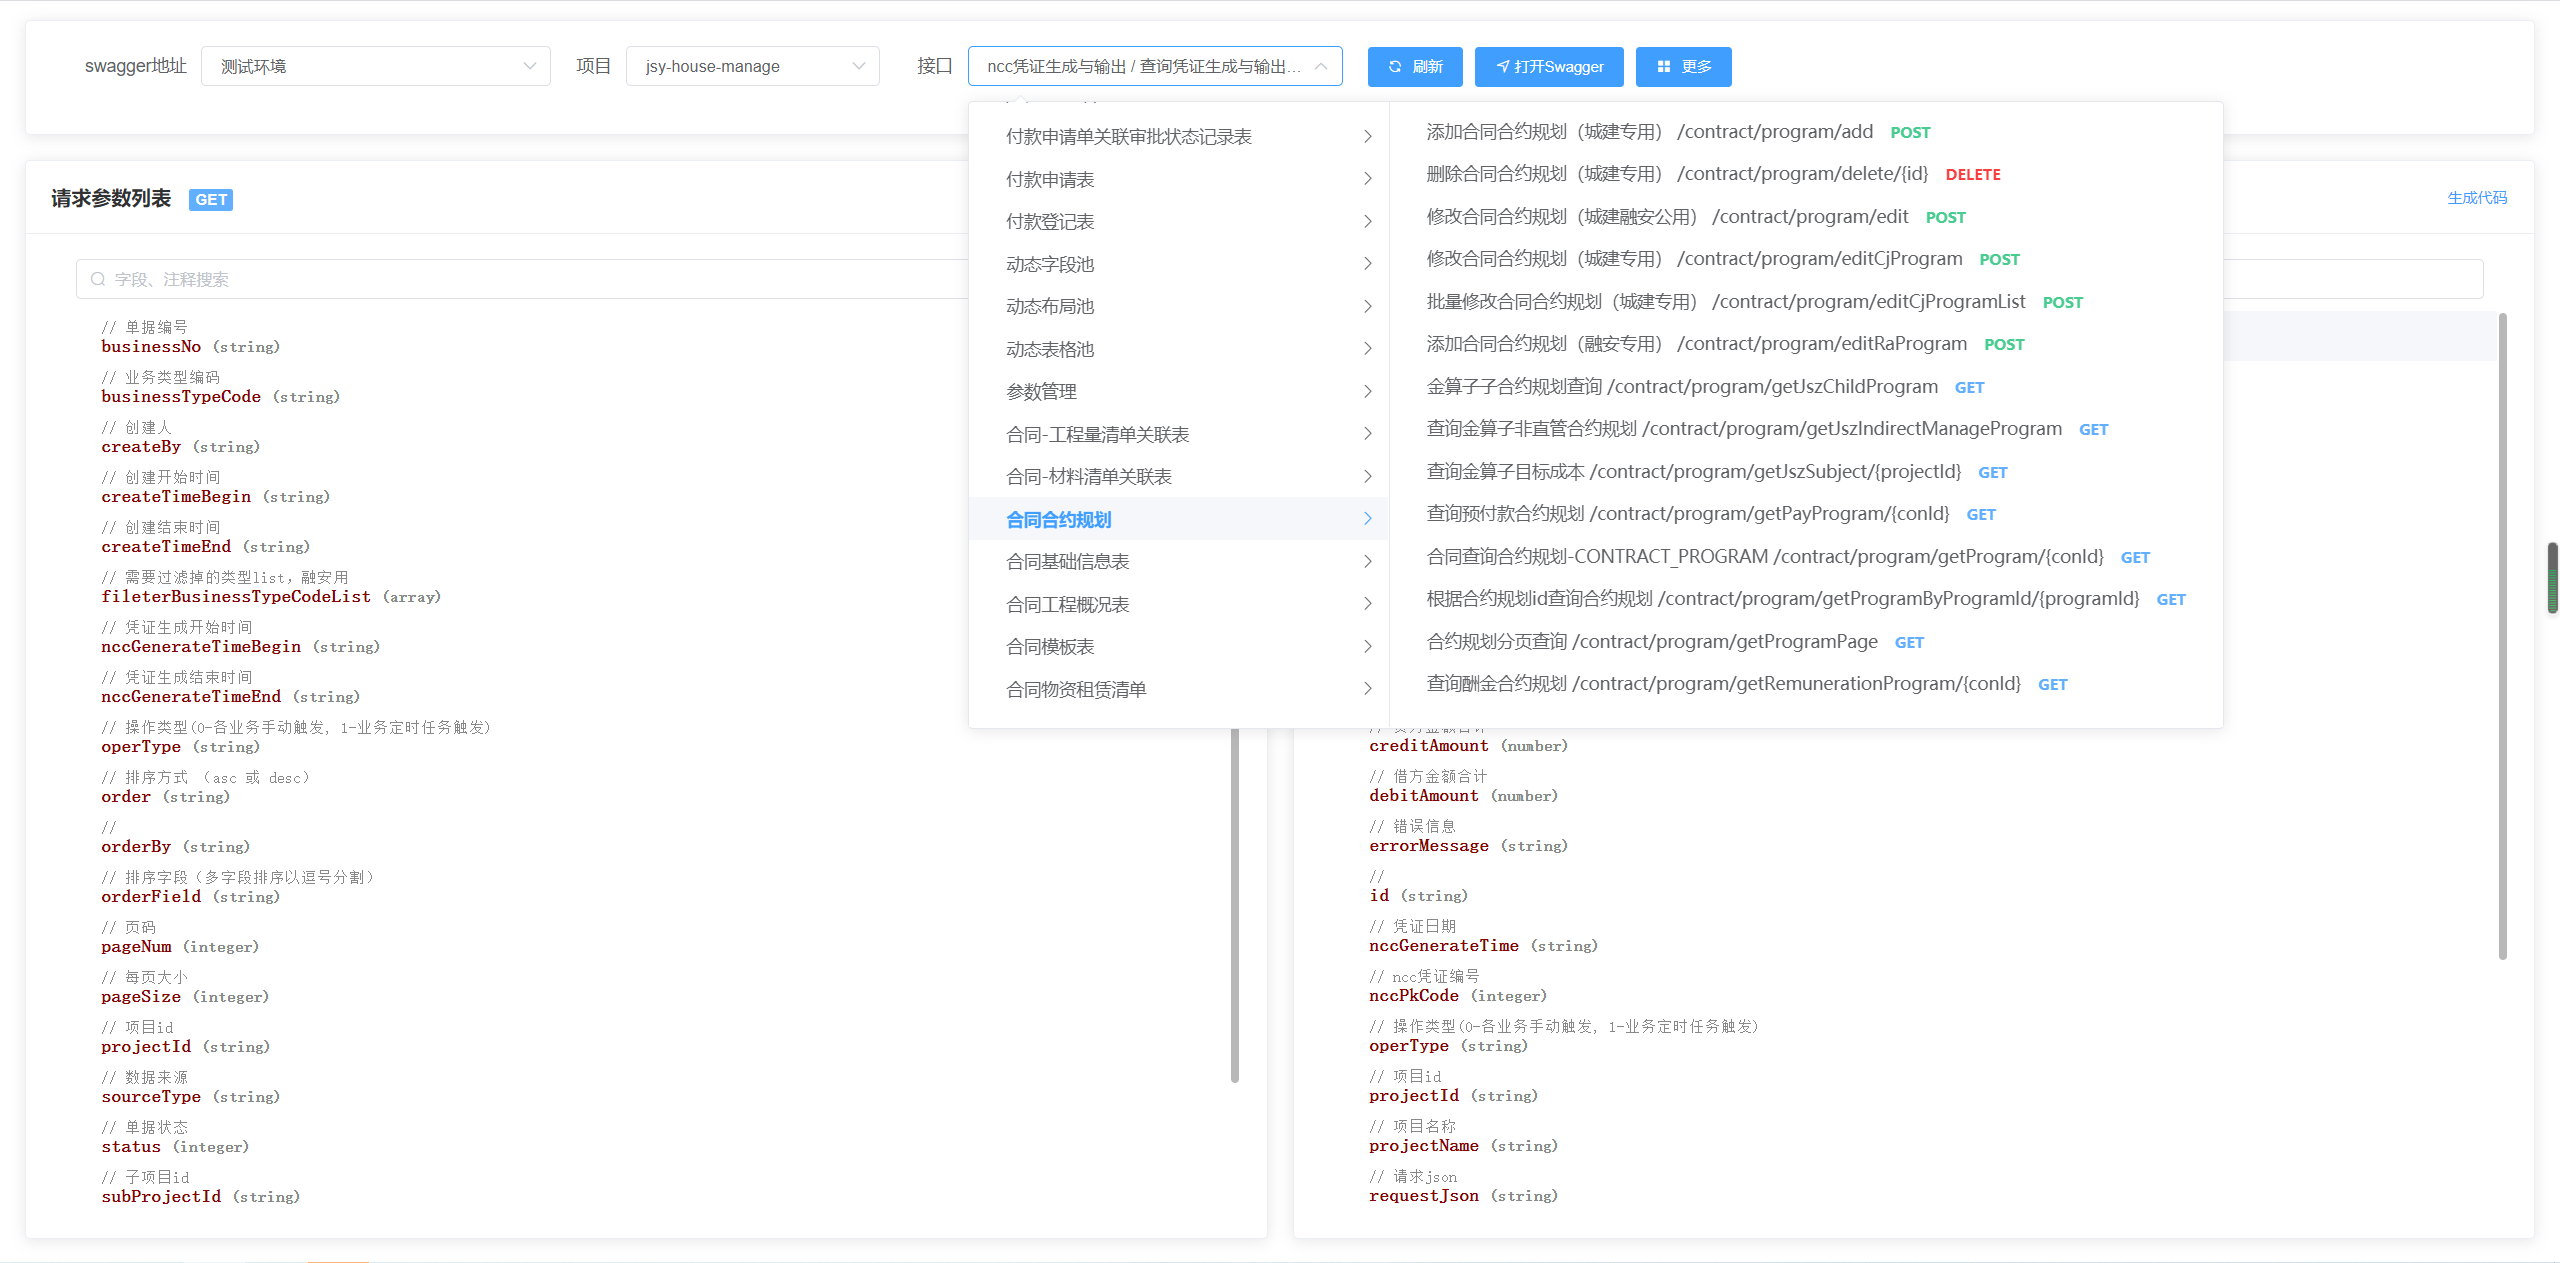 swagger地址 测试环境 项目 jsy-house-manage 接口 ncc凭证生成与输出 / 查询凭证生成与输出... 刷新 打开Swagger 更多
请求参数列表 GET
生成代码
字段、注释搜索
// 单据编号
businessNo (string)
// 业务类型编码
businessTypeCode (string)
// 创建人
createBy (string)
// 创建开始时间
createTimeBegin (string)
// 创建结束时间
createTimeEnd (string)
// 需要过滤掉的类型list，融安用
fileterBusinessTypeCodeList (array)
// 凭证生成开始时间
nccGenerateTimeBegin (string)
// 凭证生成结束时间
nccGenerateTimeEnd (string)
// 操作类型(0-各业务手动触发, 1-业务定时任务触发)
operType (string)
// 排序方式 （asc 或 desc）
order (string)
//
orderBy (string)
// 排序字段（多字段排序以逗号分割）
orderField (string)
// 页码
pageNum (integer)
// 每页大小
pageSize (integer)
// 项目id
projectId (string)
// 数据来源
sourceType (string)
// 单据状态
status (integer)
// 子项目id
subProjectId (string)
付款申请单关联审批状态记录表
付款申请表
付款登记表
动态字段池
动态布局池
动态表格池
参数管理
合同-工程量清单关联表
合同-材料清单关联表
合同合约规划
合同基础信息表
合同工程概况表
合同模板表
合同物资租赁清单
添加合同合约规划（城建专用） /contract/program/add POST
删除合同合约规划（城建专用） /contract/program/delete/{id} DELETE
修改合同合约规划（城建融安公用） /contract/program/edit POST
修改合同合约规划（城建专用） /contract/program/editCjProgram POST
批量修改合同合约规划（城建专用） /contract/program/editCjProgramList POST
添加合同合约规划（融安专用） /contract/program/editRaProgram POST
金算子子合约规划查询 /contract/program/getJszChildProgram GET
查询金算子非直管合约规划 /contract/program/getJszIndirectManageProgram GET
查询金算子目标成本 /contract/program/getJszSubject/{projectId} GET
查询预付款合约规划 /contract/program/getPayProgram/{conId} GET
合同查询合约规划-CONTRACT_PROGRAM /contract/program/getProgram/{conId} GET
根据合约规划id查询合约规划 /contract/program/getProgramByProgramId/{programId} GET
合约规划分页查询 /contract/program/getProgramPage GET
查询酬金合约规划 /contract/program/getRemunerationProgram/{conId} GET
creditAmount (number)
// 借方金额合计
debitAmount (number)
// 错误信息
errorMessage (string)
//
id (string)
// 凭证日期
nccGenerateTime (string)
// ncc凭证编号
nccPkCode (integer)
// 操作类型(0-各业务手动触发, 1-业务定时任务触发)
operType (string)
// 项目id
projectId (string)
// 项目名称
projectName (string)
// 请求json
requestJson (string)